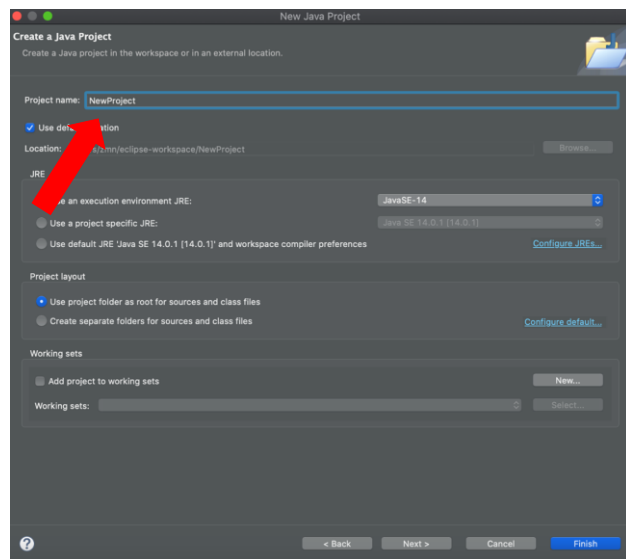 New Java Project
Create a Java Project
Create a Java project in the workspace or in an external location.
Project name: NewProject
Use
Location: /eclipse-workspace/NewProject Browse...
JRE
an execution environment JRE: JavaSE-14
Use a project specific JRE: Java SE 14.0.1 [14.0.1]
Use default JRE 'Java SE 14.0.1 [14.0.1]' and workspace compiler preferences Configure JREs...
Project layout
Use project folder as root for sources and class files
Create separate folders for sources and class files Configure default...
Working sets
Add project to working sets New...
Working sets: Select...
? < Back Next > Cancel Finish